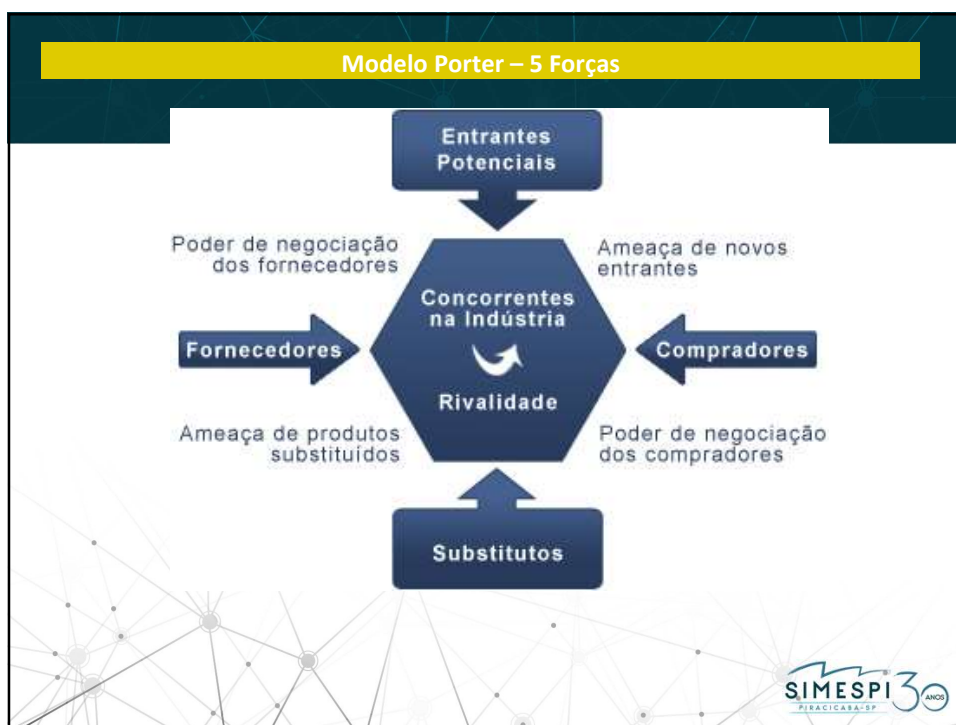 Modelo Porter – 5 Forças
Entrantes
Potenciais
Poder de negociação
dos fornecedores
Ameaça de novos
entrantes
Concorrentes
na Indústria
Fornecedores
Compradores
Rivalidade
Ameaça de produtos
substituídos
Poder de negociação
dos compradores
Substitutos
SIMESPI 30 ANOS
PIRACICABA-SP